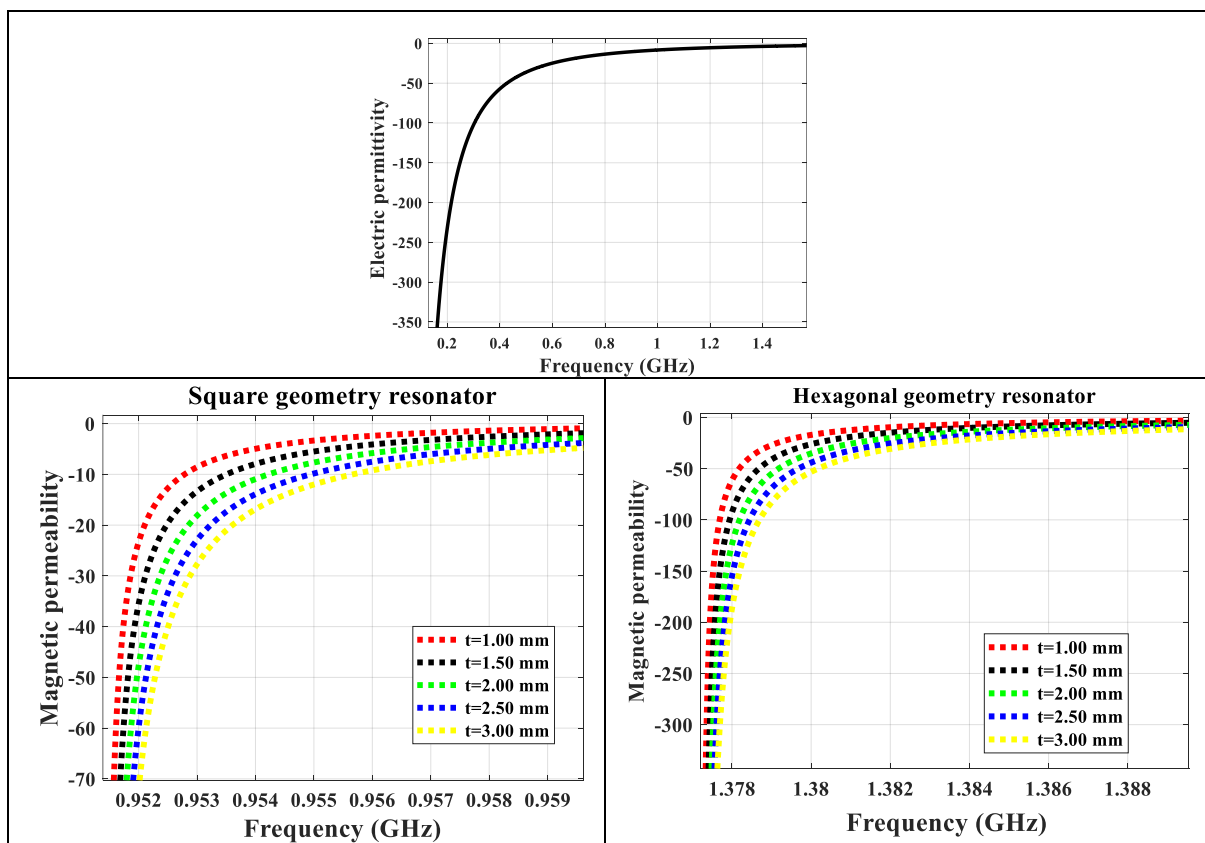 0
-50
-100
-150
-200
-250
-300
-350
Electric permittivity
0.2 0.4 0.6 0.8 1 1.2 1.4
Frequency (GHz)
Square geometry resonator
0
-10
-20
-30
-40
-50
-60
-70
Magnetic permeability
t=1.00 mm
t=1.50 mm
t=2.00 mm
t=2.50 mm
t=3.00 mm
0.952 0.953 0.954 0.955 0.956 0.957 0.958 0.959
Frequency (GHz)
Hexagonal geometry resonator
0
-50
-100
-150
-200
-250
-300
Magnetic permeability
t=1.00 mm
t=1.50 mm
t=2.00 mm
t=2.50 mm
t=3.00 mm
1.378 1.38 1.382 1.384 1.386 1.388
Frequency (GHz)